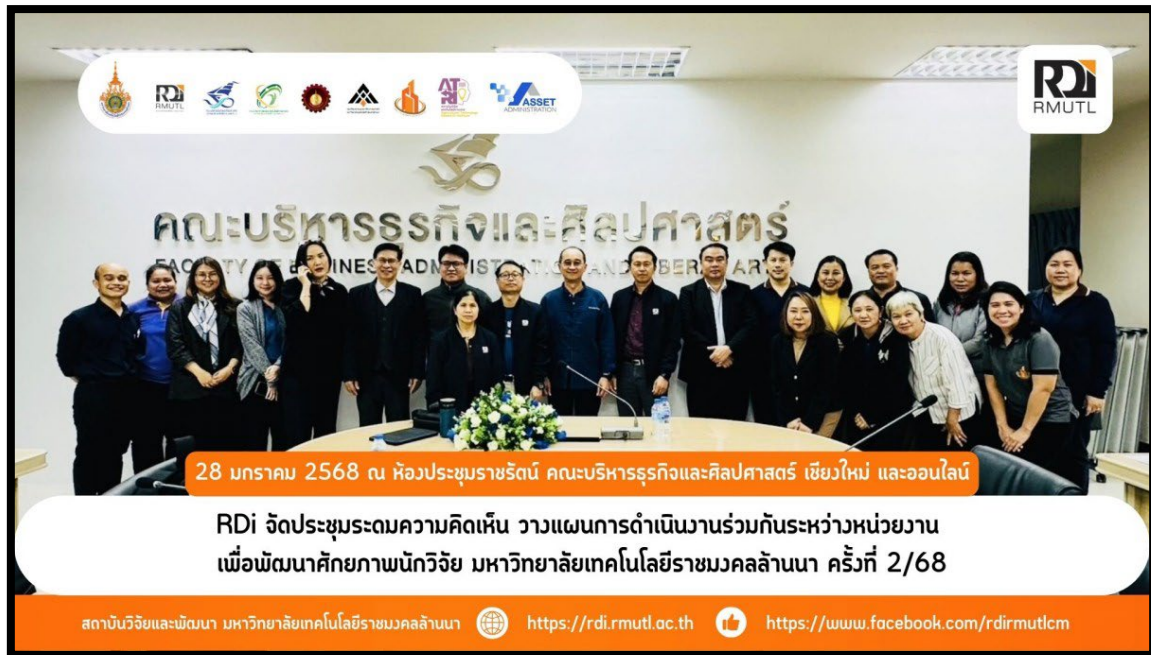 RDi
RMUTL
AT
ASSET
ADMINISTRATION
RDi
RMUTL
คณะบริหารธุรกิจและศิลปศาสตร์
FACULTY OF BUSINESS ADMINISTRATION AND LIBERAL ARTS
28 มกราคม 2568 ณ ห้องประชุมราชรัตน์ คณะบริหารธุรกิจและศิลปศาสตร์ เชียงใหม่ และออนไลน์
RDi จัดประชุมระดมความคิดเห็น วางแผนการดำเนินงานร่วมกันระหว่างหน่วยงาน
เพื่อพัฒนาศักยภาพนักวิจัย มหาวิทยาลัยเทคโนโลยีราชมงคลล้านนา ครั้งที่ 2/68
สถาบันวิจัยและพัฒนา มหาวิทยาลัยเทคโนโลยีราชมงคลล้านนา https://rdi.rmutl.ac.th https://www.facebook.com/rdirmutlcm